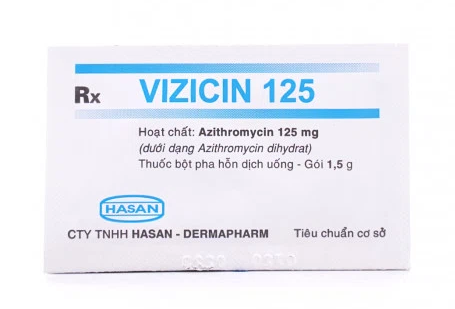 Rx VIZICIN 125
Hoạt chất: Azithromycin 125 mg
(dưới dạng Azithromycin dihydrat)
Thuốc bột pha hỗn dịch uống - Gói 1,5 g
HASAN
CTY TNHH HASAN - DERMAPHARM Tiêu chuẩn cơ sở